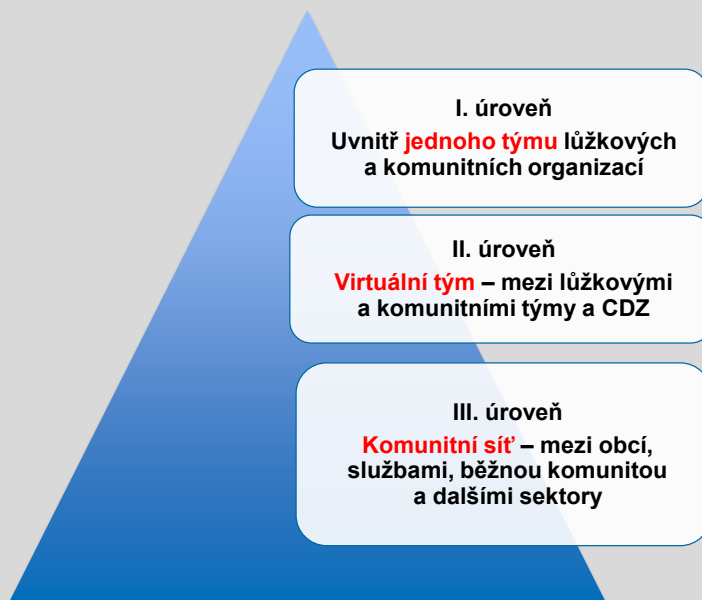 I. úroveň
Uvnitř jednoho týmu lůžkových
a komunitních organizací
II. úroveň
Virtuální tým – mezi lůžkovými
a komunitními týmy a CDZ
III. úroveň
Komunitní síť – mezi obcí,
službami, běžnou komunitou
a dalšími sektory